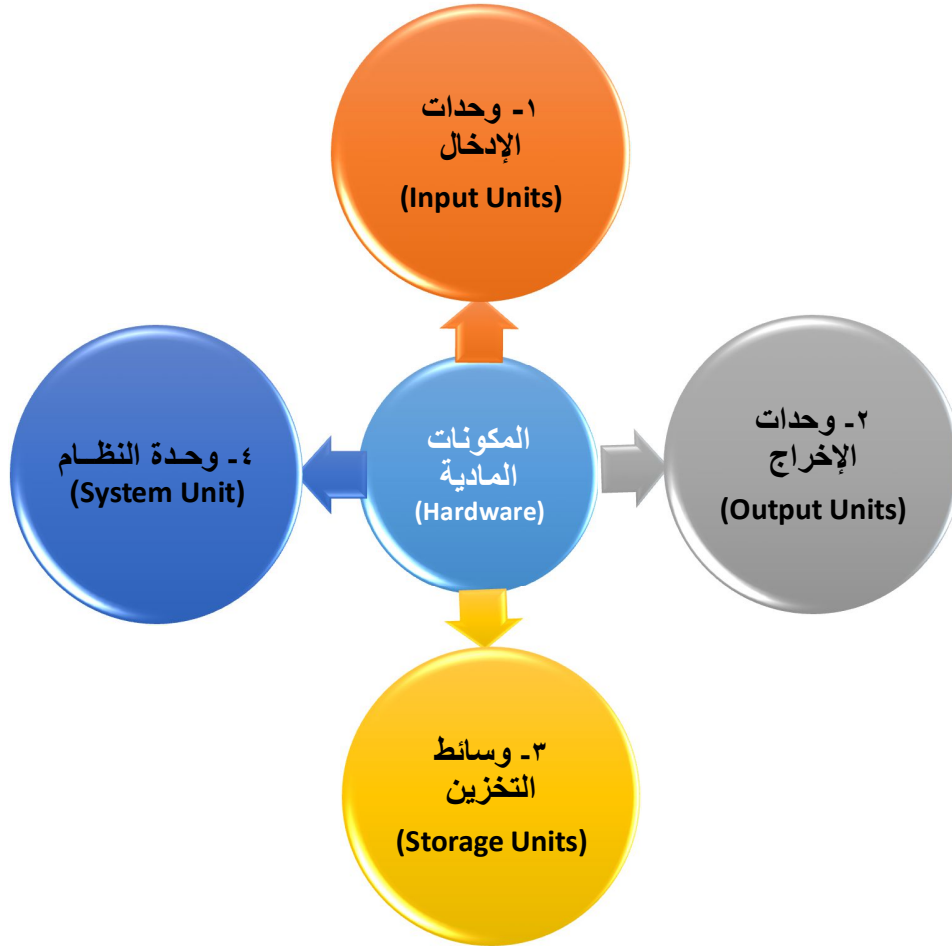 ١- وحدات
الإدخال
(Input Units)
المكونات
المادية
(Hardware)
٢- وحدات
الإخراج
(Output Units)
٣- وسائط
التخزين
(Storage Units)
٤- وحدة النظـام
(System Unit)